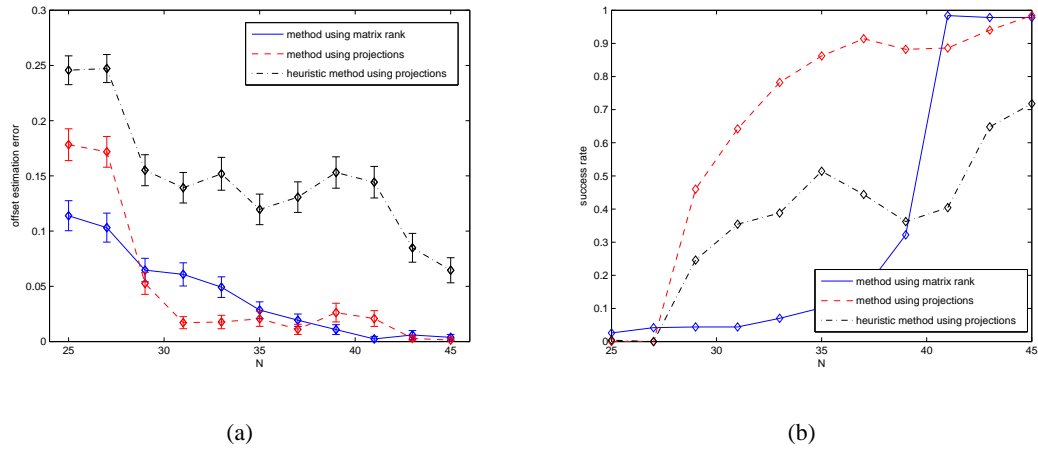 0.3
0.25
0.2
0.15
0.1
0.05
0
offset estimation error
method using matrix rank
method using projections
heuristic method using projections
25 30 35 40 45
N
(a)
1
0.9
0.8
0.7
0.6
0.5
0.4
0.3
0.2
0.1
0
success rate
method using matrix rank
method using projections
heuristic method using projections
25 30 35 40 45
N
(b)